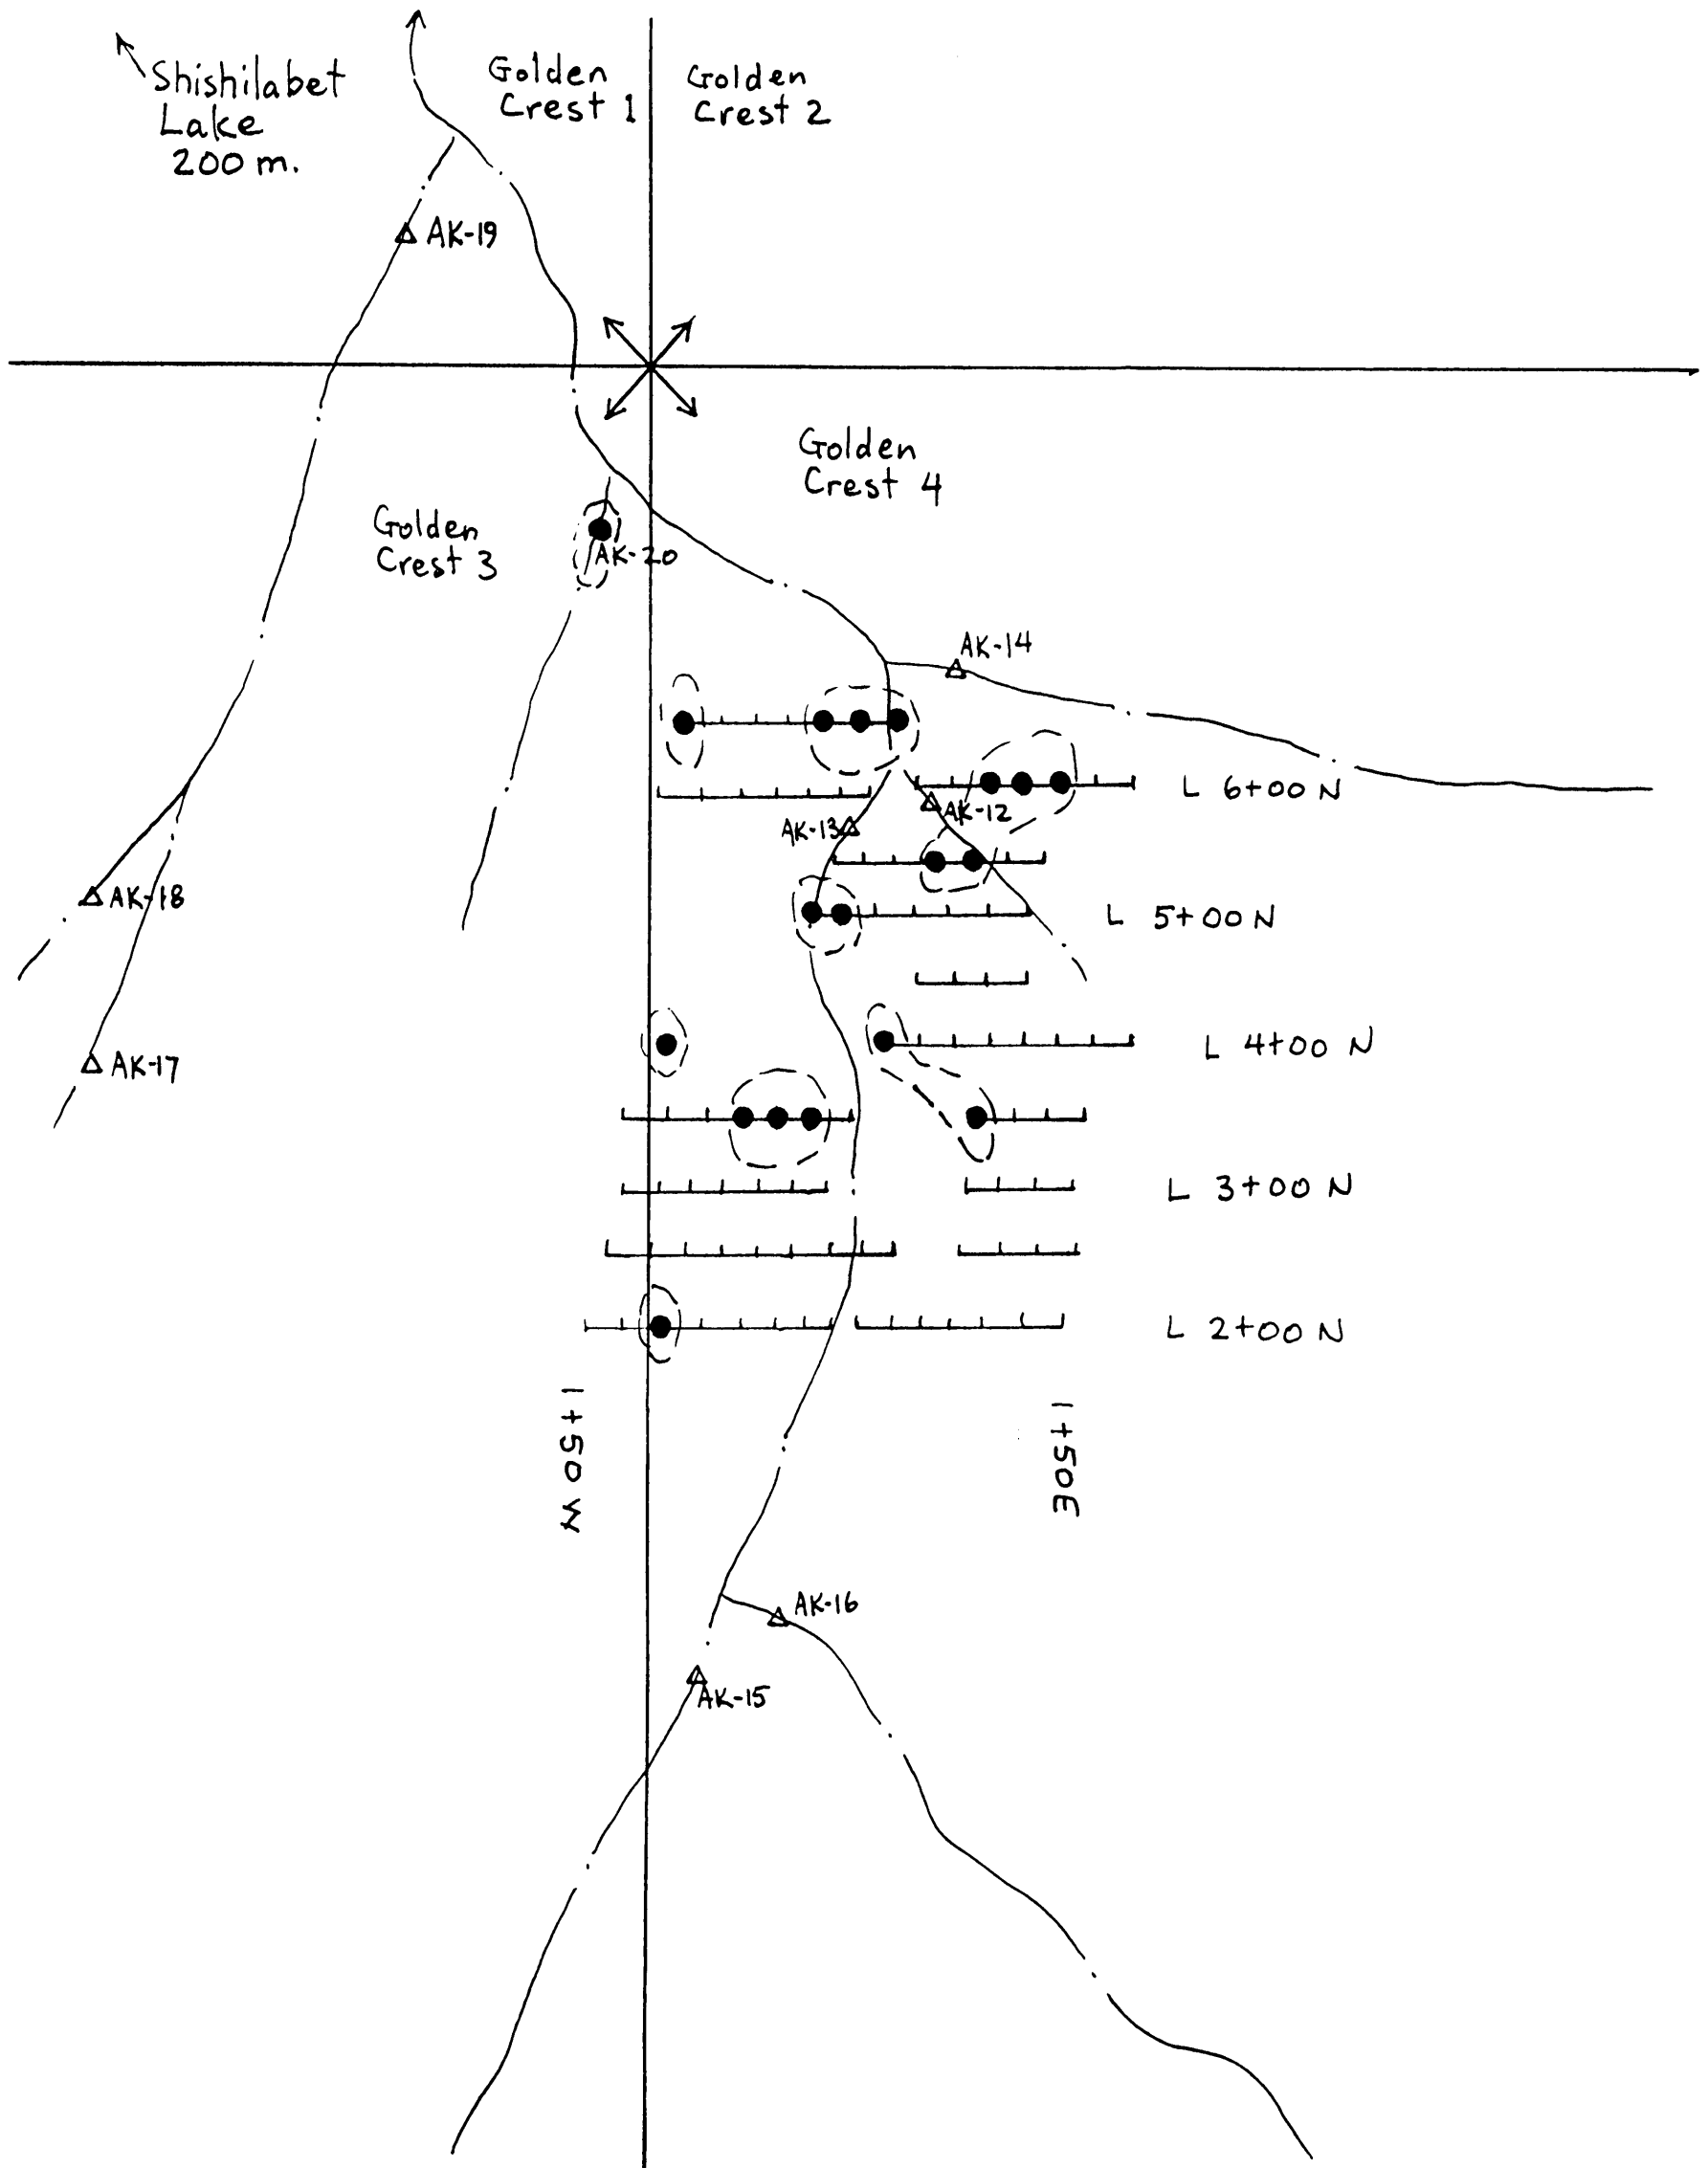 Shishilabet
Lake
200 m.
Golden
Crest 1
Golden
Crest 2
AK-19
Golden
Crest 4
Golden
Crest 3
AK-20
AK-14
L 6+00 N
AK-12
AK-13
AK-18
L 5+00 N
L 4+00 N
AK-17
L 3+00 N
L 2+00 N
1+50 W
1+50E
AK-16
AK-15